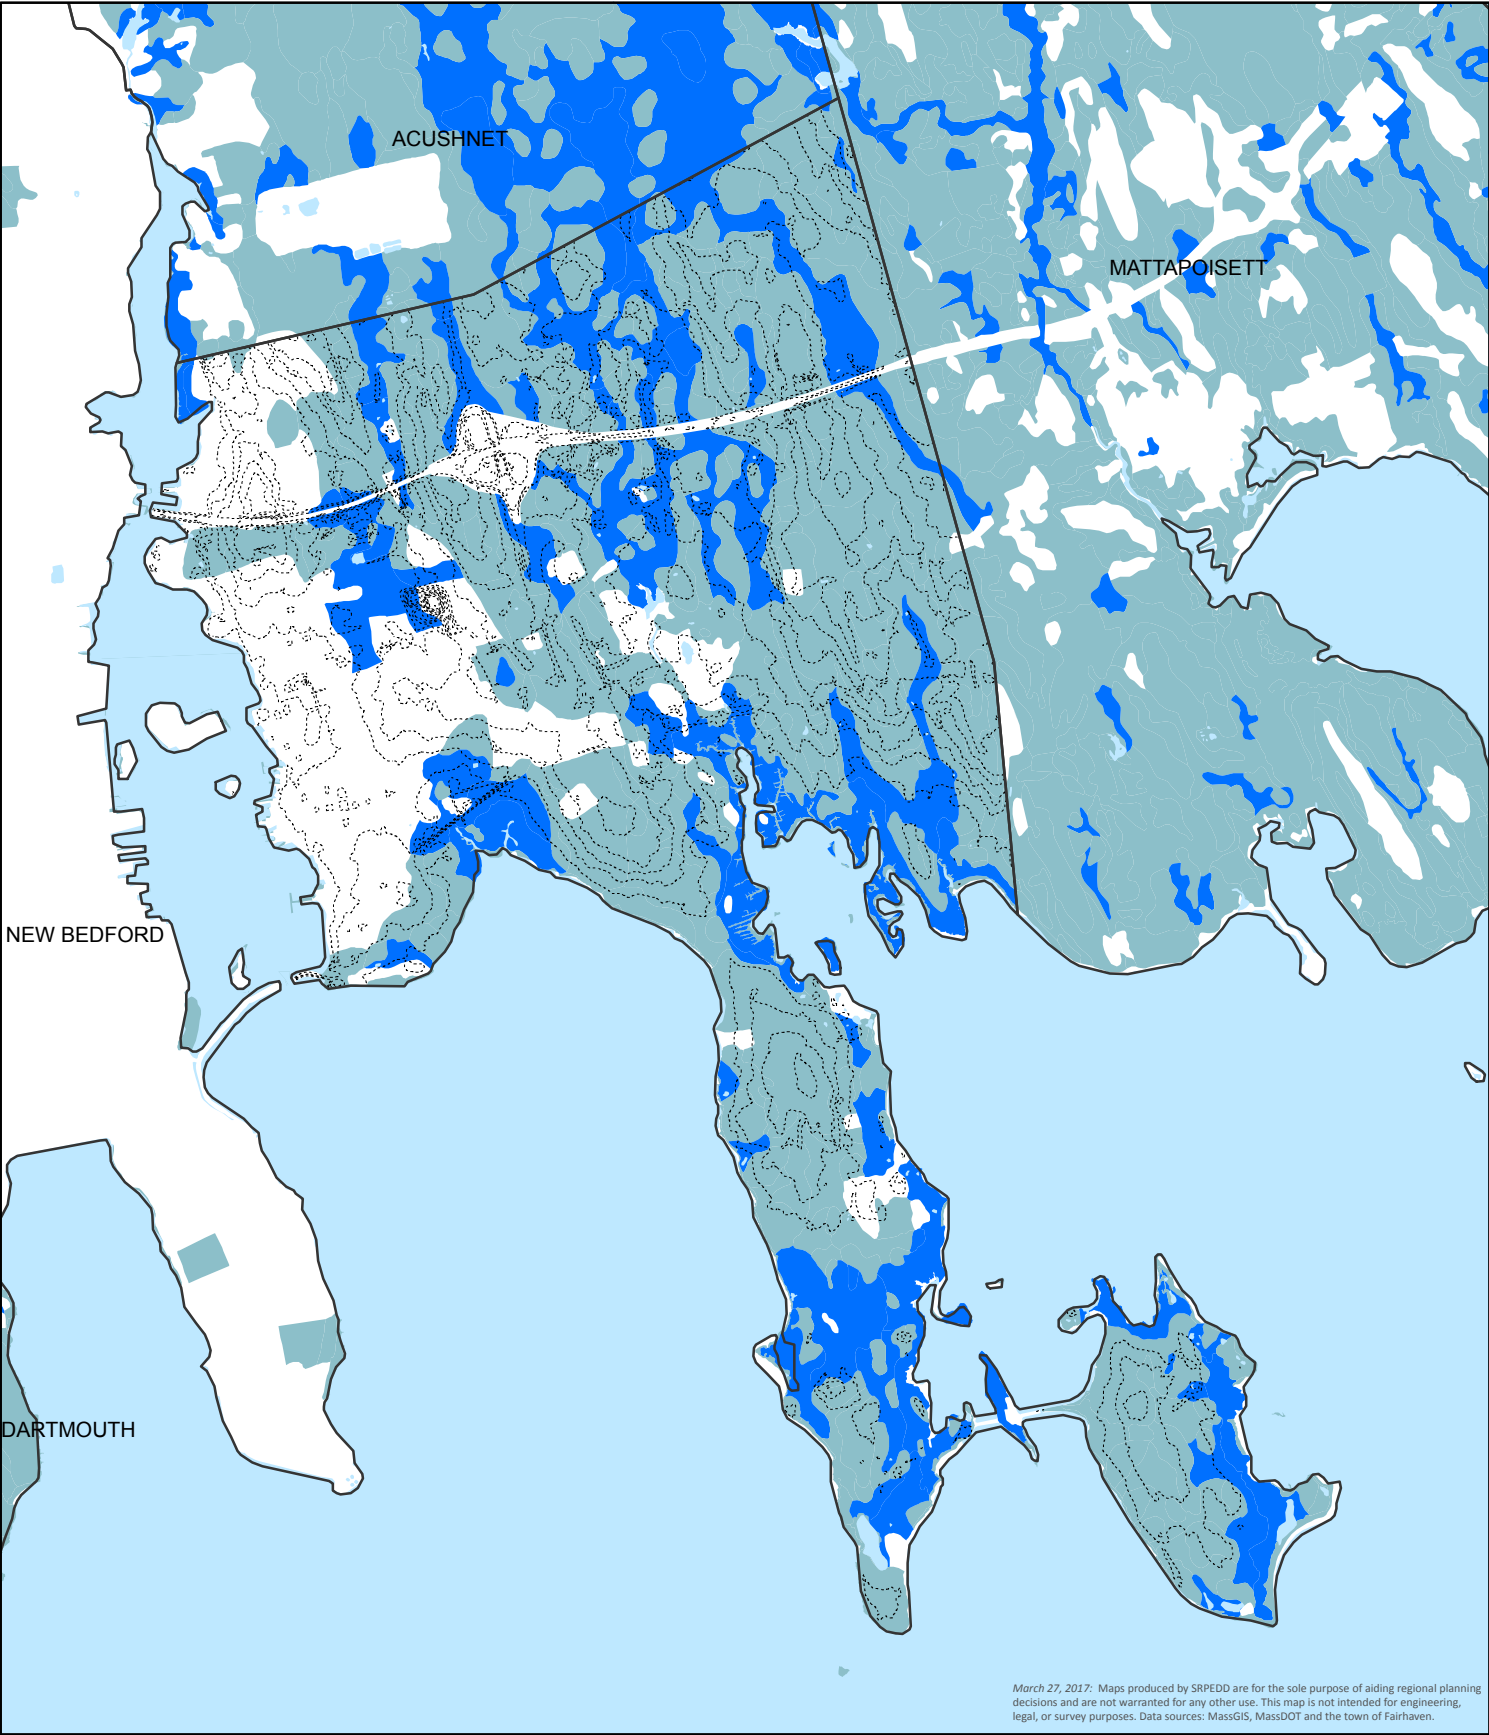 ACUSHNET
MATTAPOISETT
NEW BEDFORD
DARTMOUTH
March 27, 2017: Maps produced by SRPEDD are for the sole purpose of aiding regional planning
decisions and are not warranted for any other use. This map is not intended for engineering,
legal, or survey purposes. Data sources: MassGIS, MassDOT and the town of Fairhaven.